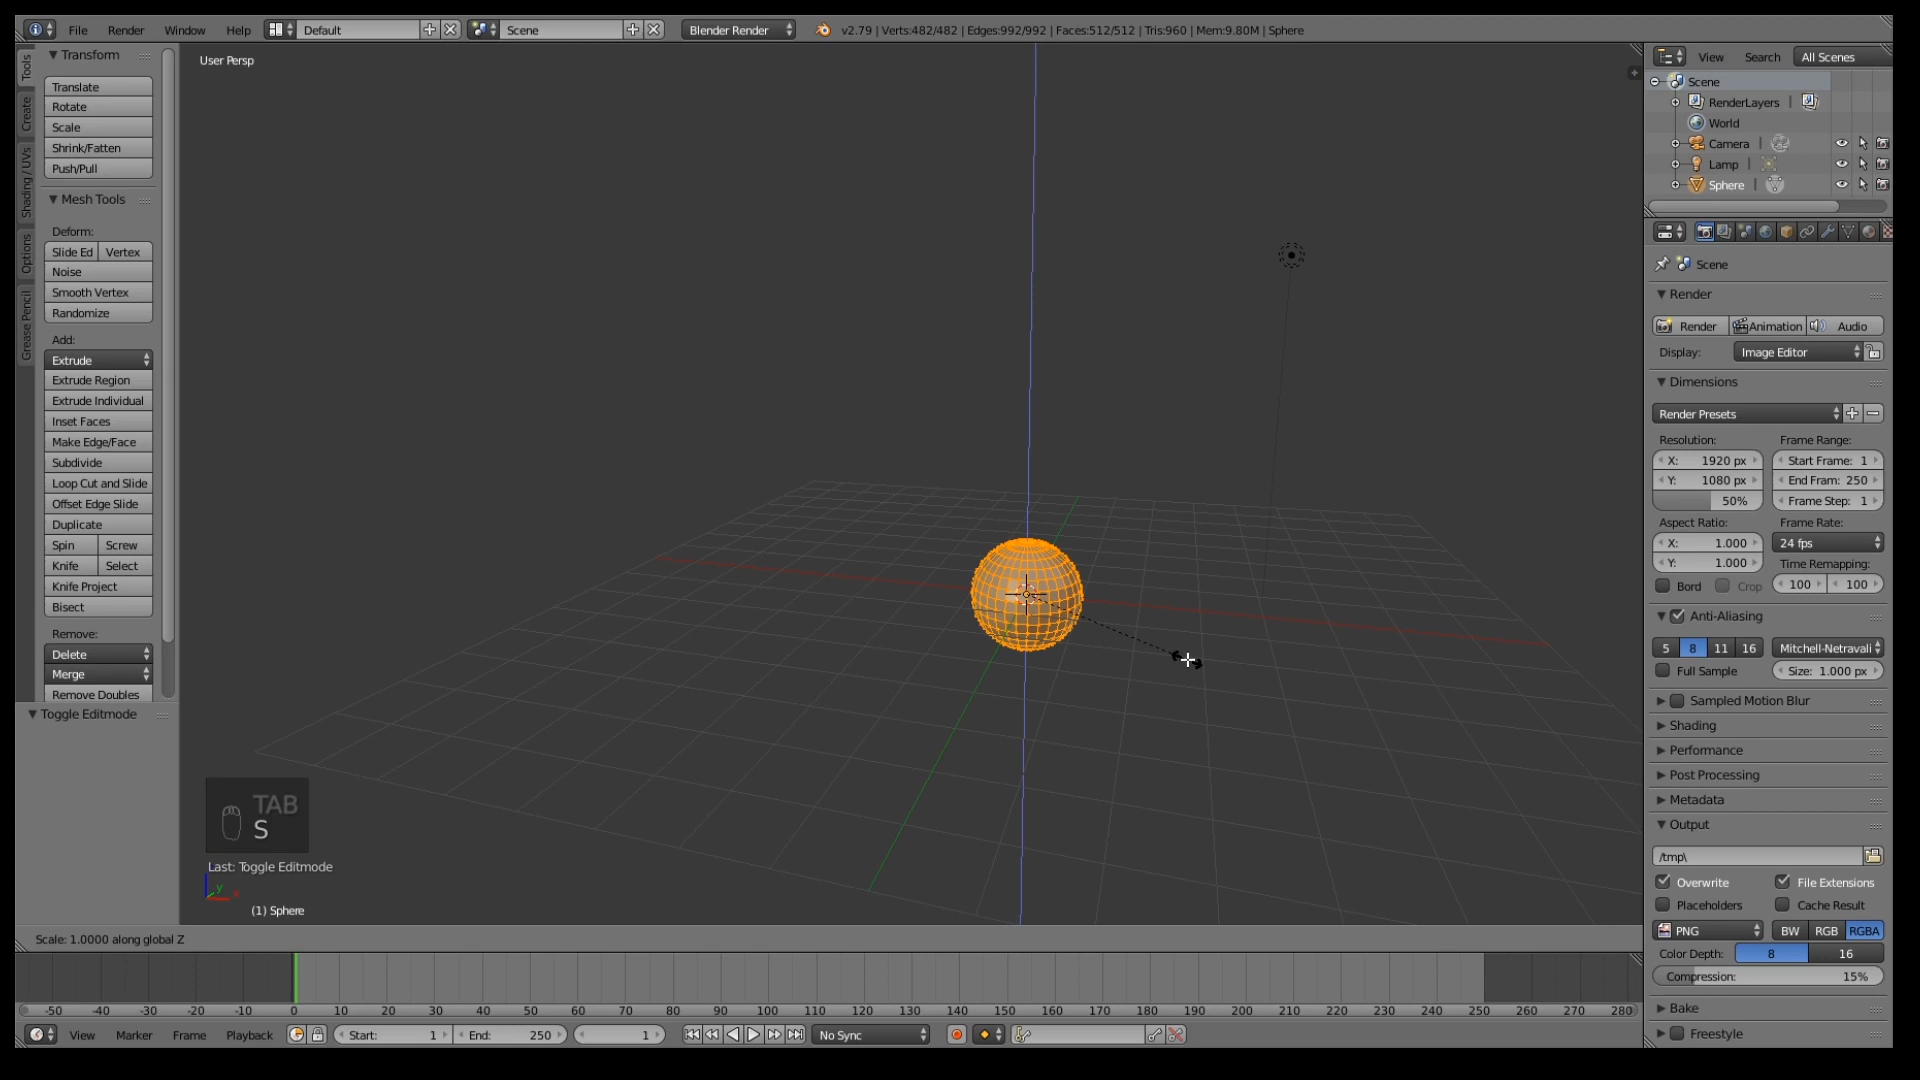 File Render Window Help Default Scene Blender Render v2.79 | Verts:482/482 | Edges:992/992 | Faces:512/512 | Tris:960 | Mem:9.80M | Sphere
Tools
Create
Shading / UVs
Options
Grease Pencil
Transform
Translate
Rotate
Scale
Shrink/Fatten
Push/Pull
Mesh Tools
Deform:
Slide Ed Vertex
Noise
Smooth Vertex
Randomize
Add:
Extrude
Extrude Region
Extrude Individual
Inset Faces
Make Edge/Face
Subdivide
Loop Cut and Slide
Offset Edge Slide
Duplicate
Spin Screw
Knife Select
Knife Project
Bisect
Remove:
Delete
Merge
Remove Doubles
Toggle Editmode
User Persp
TAB
S
Last: Toggle Editmode
y
x
(1) Sphere
Scale: 1.0000 along global Z
View Search All Scenes
Scene
RenderLayers
World
Camera
Lamp
Sphere
Scene
Render
Render Animation Audio
Display: Image Editor
Dimensions
Render Presets
Resolution: Frame Range:
X: 1920 px Start Frame: 1
Y: 1080 px End Fram: 250
50% Frame Step: 1
Aspect Ratio: Frame Rate:
X: 1.000 24 fps
Y: 1.000 Time Remapping:
Bord Crop 100 100
Anti-Aliasing
5 8 11 16 Mitchell-Netravali
Full Sample Size: 1.000 px
Sampled Motion Blur
Shading
Performance
Post Processing
Metadata
Output
/tmp\
Overwrite File Extensions
Placeholders Cache Result
PNG BW RGB RGBA
Color Depth: 8 16
Compression: 15%
Bake
Freestyle
-50 -40 -30 -20 -10 0 10 20 30 40 50 60 70 80 90 100 110 120 130 140 150 160 170 180 190 200 210 220 230 240 250 260 270 280
View Marker Frame Playback Start: 1 End: 250 1 No Sync